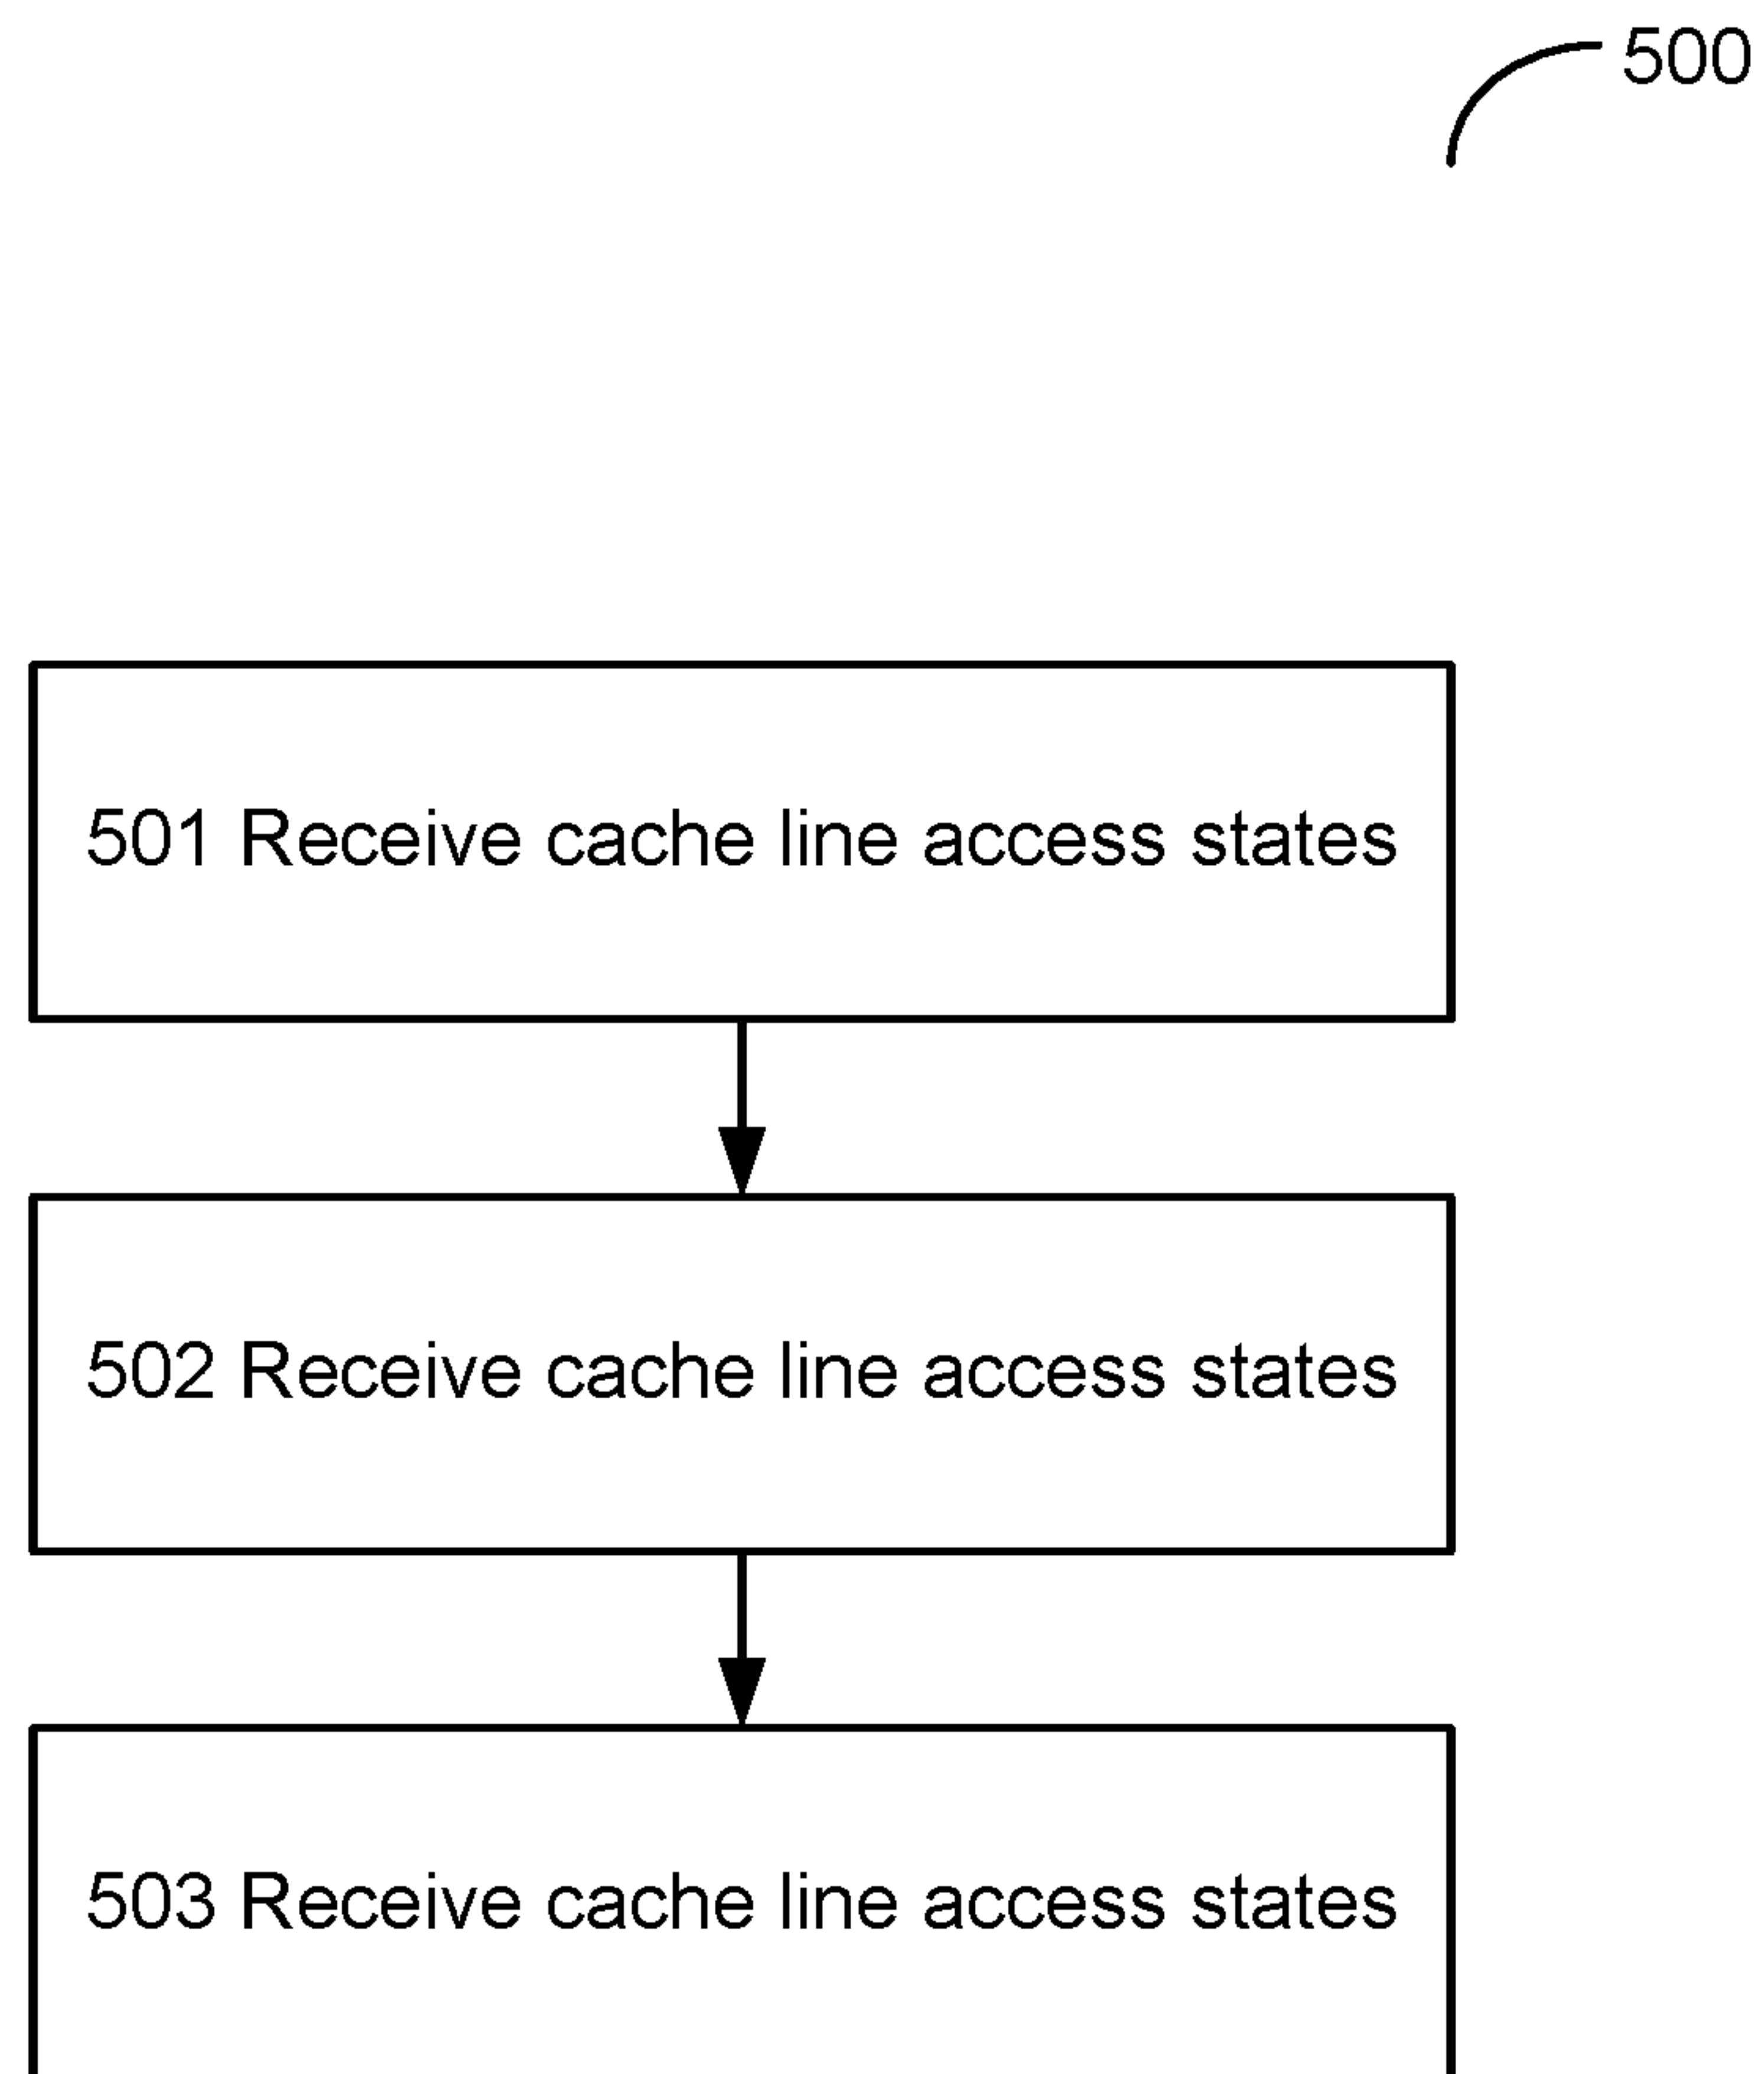 500
501 Receive cache line access states
502 Receive cache line access states
503 Receive cache line access states